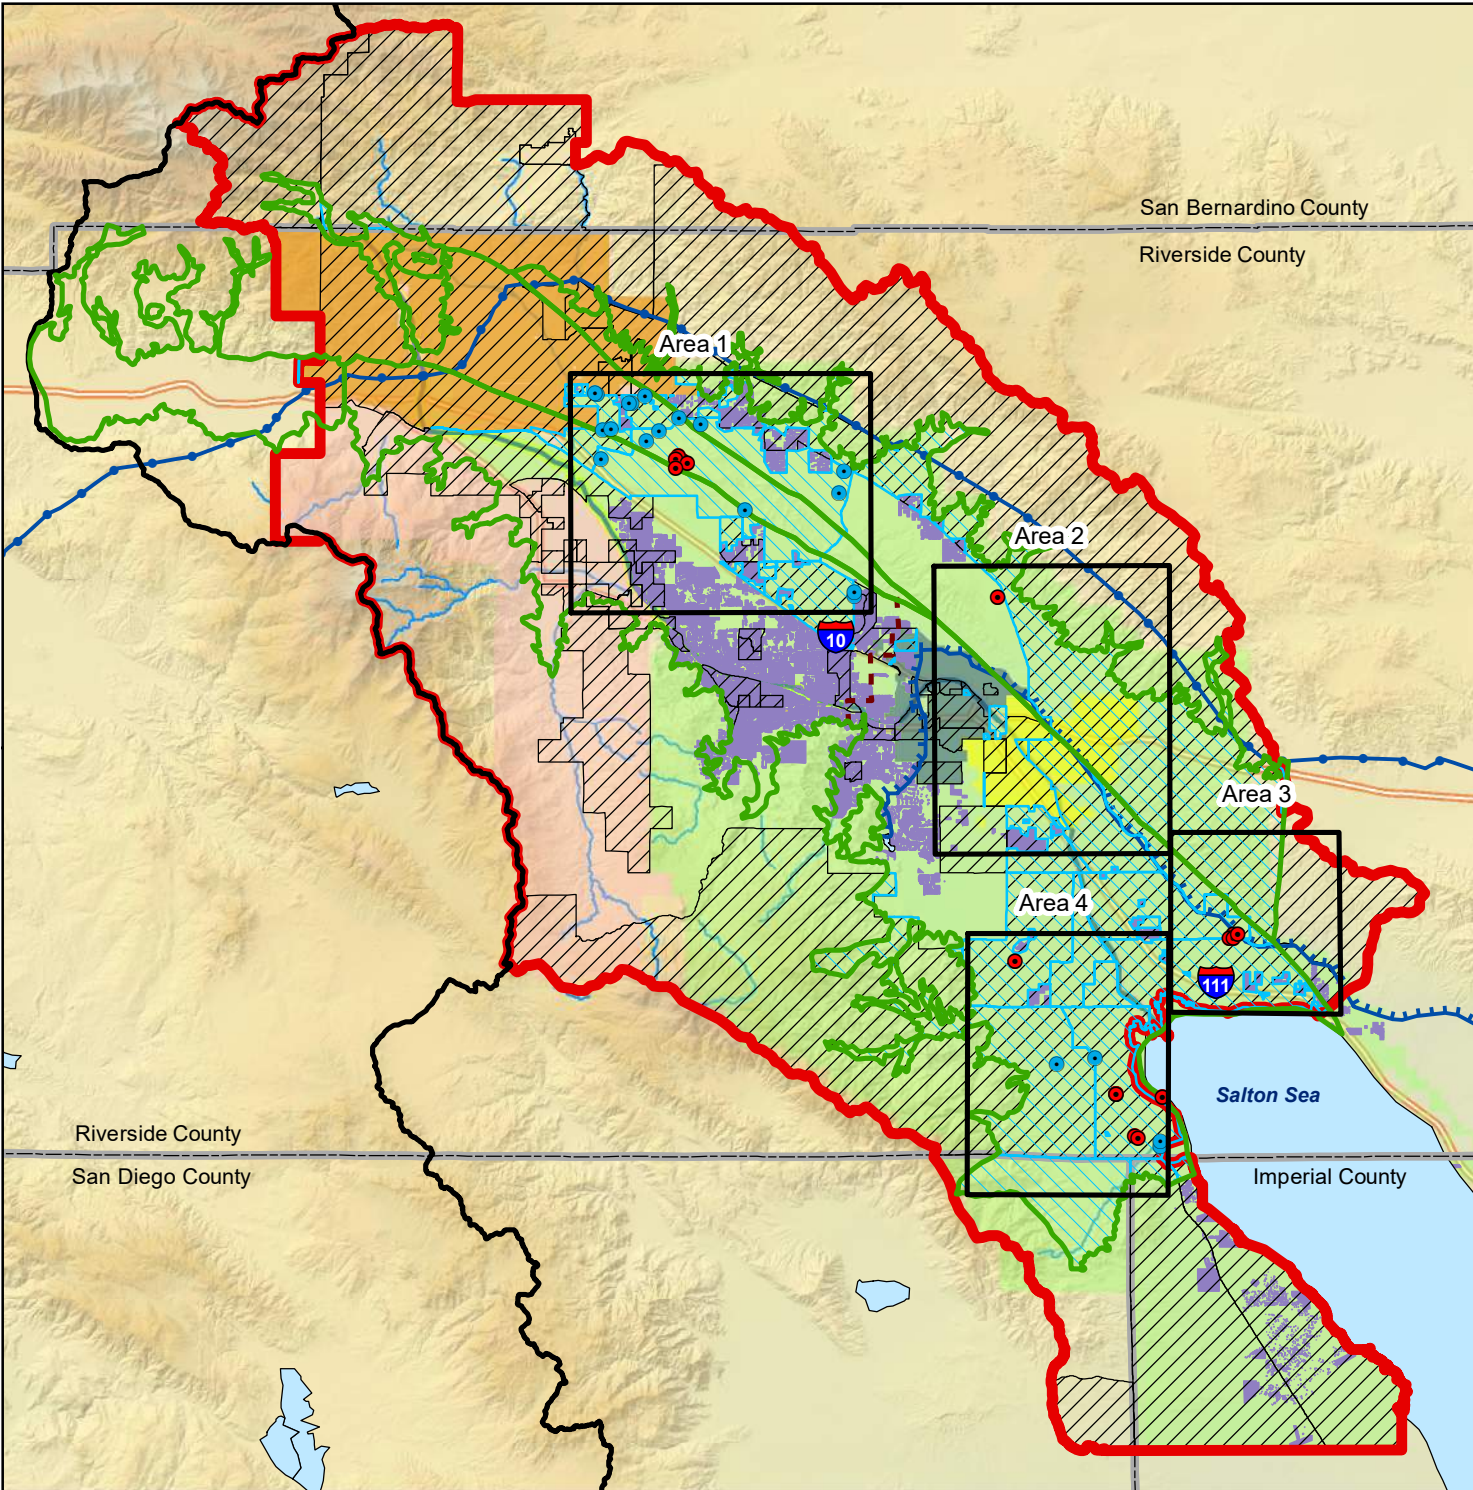 San Bernardino County
Riverside County
Area 1
Area 2
10
Area 3
Area 4
111
Salton Sea
Riverside County
San Diego County
Imperial County